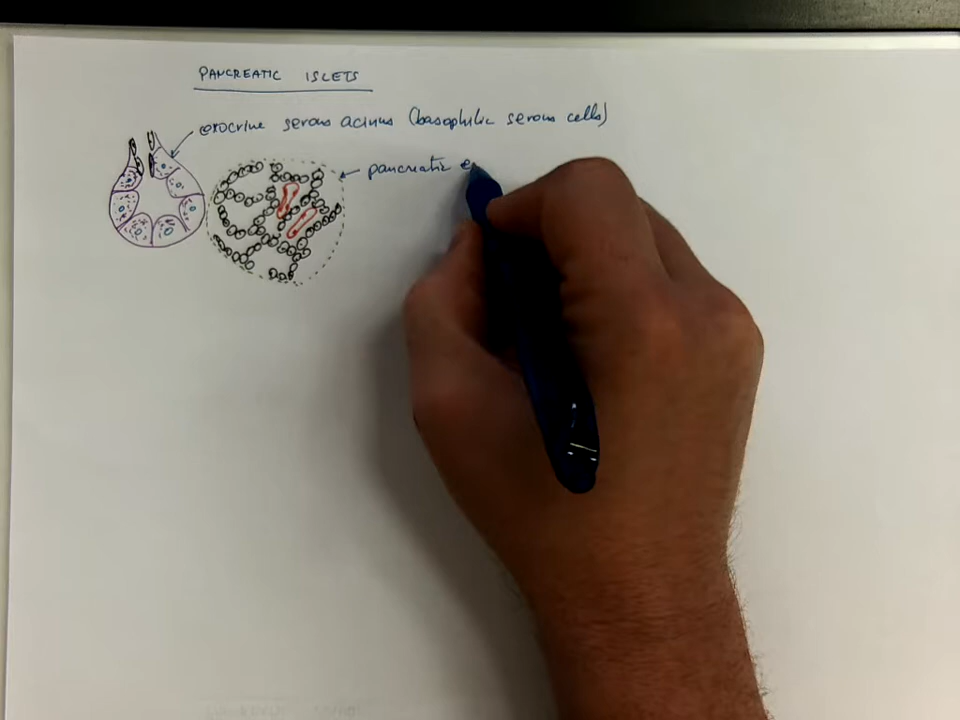 PANCREATIC ISLETS
exocrine serous acinus (basophilic serous cells)
pancreatic e